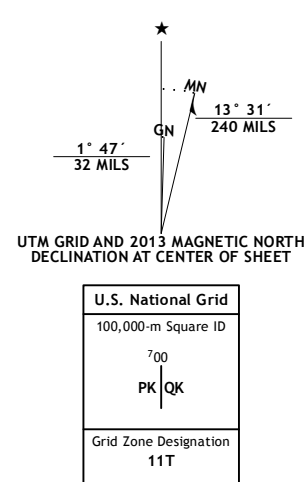 ★
MN
GN
13° 31´
240 MILS
1° 47´
32 MILS
UTM GRID AND 2013 MAGNETIC NORTH
DECLINATION AT CENTER OF SHEET
U.S. National Grid
100,000-m Square ID
⁷00
PK QK
Grid Zone Designation
11T